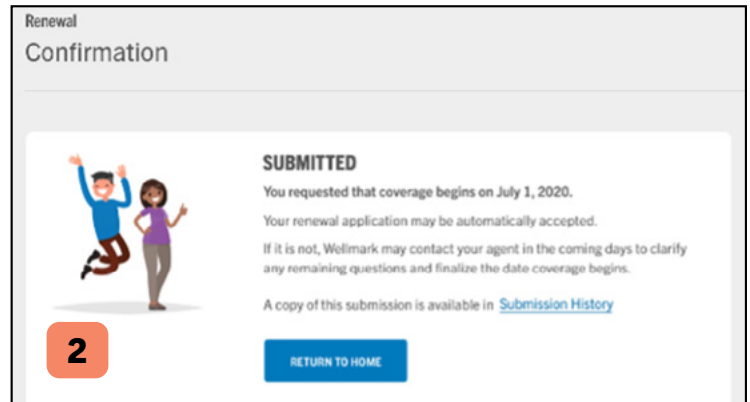 Renewal
Confirmation
SUBMITTED
You requested that coverage begins on July 1, 2020.
Your renewal application may be automatically accepted.
If it is not, Wellmark may contact your agent in the coming days to clarify
any remaining questions and finalize the date coverage begins.
A copy of this submission is available in Submission History
2
RETURN TO HOME